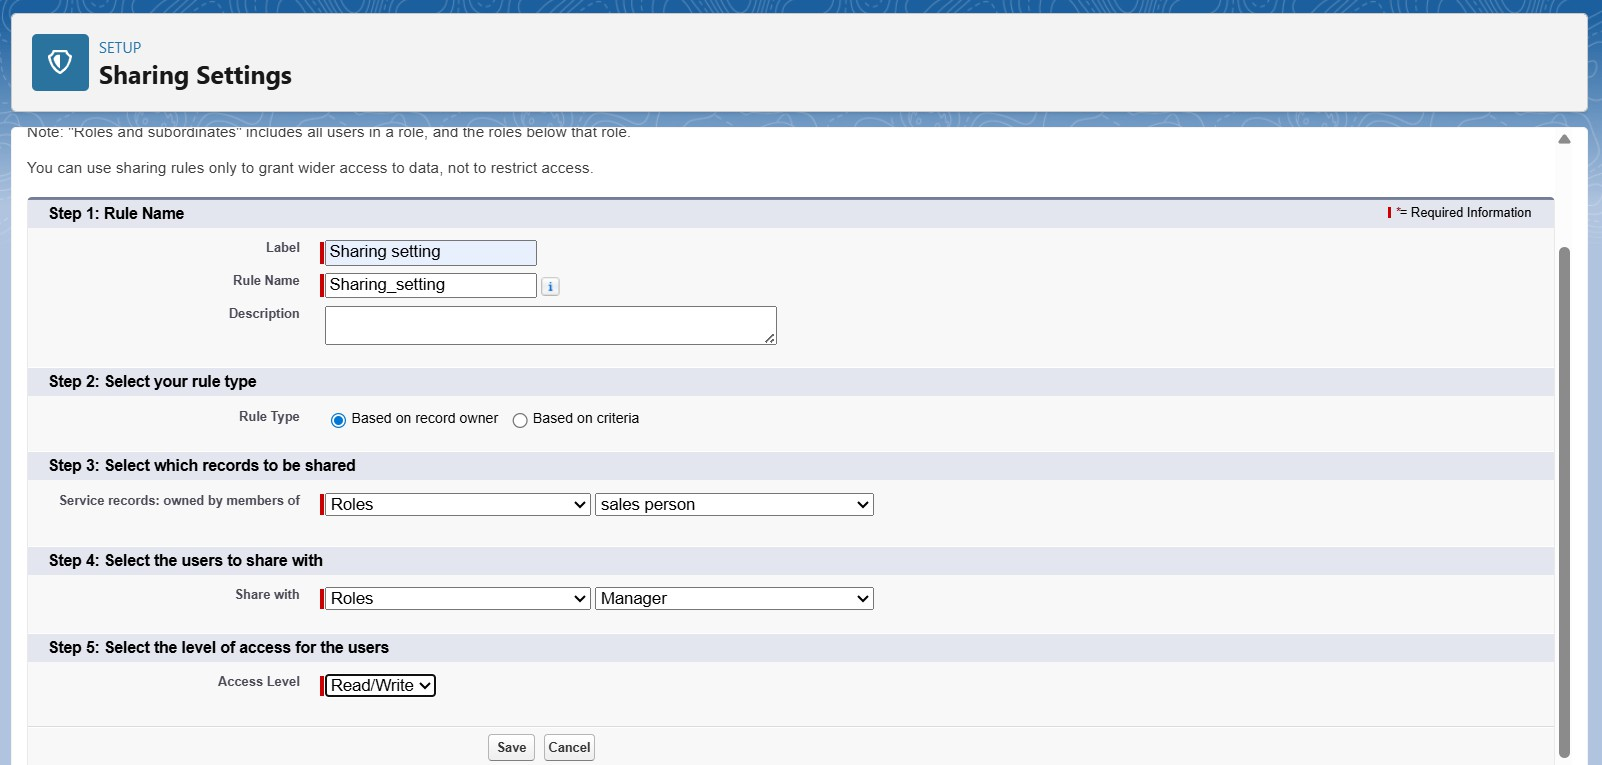 SETUP
Sharing Settings
Note: "Roles and subordinates" includes all users in a role, and the roles below that role.
You can use sharing rules only to grant wider access to data, not to restrict access.
Step 1: Rule Name
*= Required Information
Label
Sharing setting
Rule Name
Sharing_setting
i
Description
Step 2: Select your rule type
Rule Type
Based on record owner
Based on criteria
Step 3: Select which records to be shared
Service records: owned by members of
Roles
sales person
Step 4: Select the users to share with
Share with
Roles
Manager
Step 5: Select the level of access for the users
Access Level
Read/Write
Save
Cancel